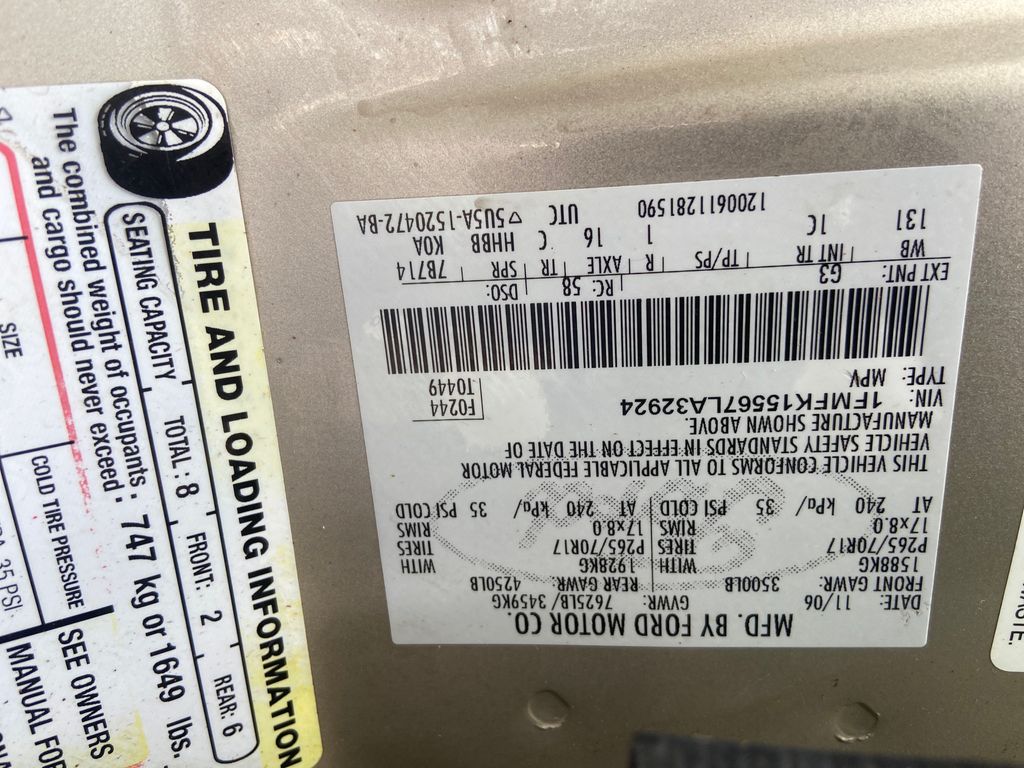 MFD. BY FORD MOTOR CO.
DATE: 11/06 GVWR: 7625LB/ 3459KG
FRONT GAWR: 3500LB REAR GAWR: 4250LB
1588KG WITH 1928KG WITH
P265/70R17 TIRES P265/70R17 TIRES
17x8.0 RIMS 17x8.0 RIMS
AT 240 kPa/ 35 PSI COLD AT 240 kPa/ 35 PSI COLD
THIS VEHICLE CONFORMS TO ALL APPLICABLE FEDERAL MOTOR
VEHICLE SAFETY STANDARDS IN EFFECT ON THE DATE OF
MANUFACTURE SHOWN ABOVE.
VIN: 1FMFK15567LA32924 F0244
TYPE: MPV T0449
EXT PNT: G3 RC: 58 DSO:
WB INT TR TP/PS R AXLE TR SPR 7B714
131 1C 1 16 C HHBB K0A
120061128159O UTC ▽5U5A-1520472-BA
TIRE AND LOADING INFORMATION
SEATING CAPACITY TOTAL : 8 FRONT: 2 REAR: 6
The combined weight of occupants
and cargo should never exceed : 747 kg or 1649 lbs.
SIZE COLD TIRE PRESSURE SEE OWNERS
35 PSI MANUAL FOR